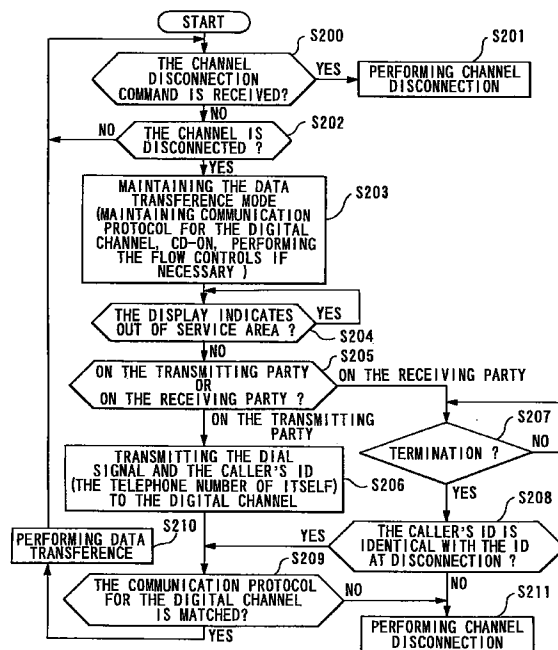 START
S200
THE CHANNEL
DISCONNECTION
COMMAND IS RECEIVED?
YES
S201
PERFORMING CHANNEL
DISCONNECTION
NO
S202
NO
THE CHANNEL IS
DISCONNECTED ?
YES
S203
MAINTAINING THE DATA
TRANSFERENCE MODE
(MAINTAINING COMMUNICATION
PROTOCOL FOR THE DIGITAL
CHANNEL, CD-ON, PERFORMING
THE FLOW CONTROLS IF
NECESSARY )
THE DISPLAY INDICATES
OUT OF SERVICE AREA ?
YES
S204
NO
S205
ON THE TRANSMITTING PARTY
OR
ON THE RECEIVING PARTY ?
ON THE RECEIVING PARTY
ON THE TRANSMITTING
PARTY
S207
TERMINATION ?
NO
YES
TRANSMITTING THE DIAL
SIGNAL AND THE CALLER'S ID
(THE TELEPHONE NUMBER OF ITSELF)
TO THE DIGITAL CHANNEL
S206
S208
THE CALLER'S ID IS
IDENTICAL WITH THE ID
AT DISCONNECTION ?
YES
NO
S210
PERFORMING DATA
TRANSFERENCE
S209
THE COMMUNICATION PROTOCOL
FOR THE DIGITAL CHANNEL
IS MATCHED?
NO
YES
S211
PERFORMING CHANNEL
DISCONNECTION